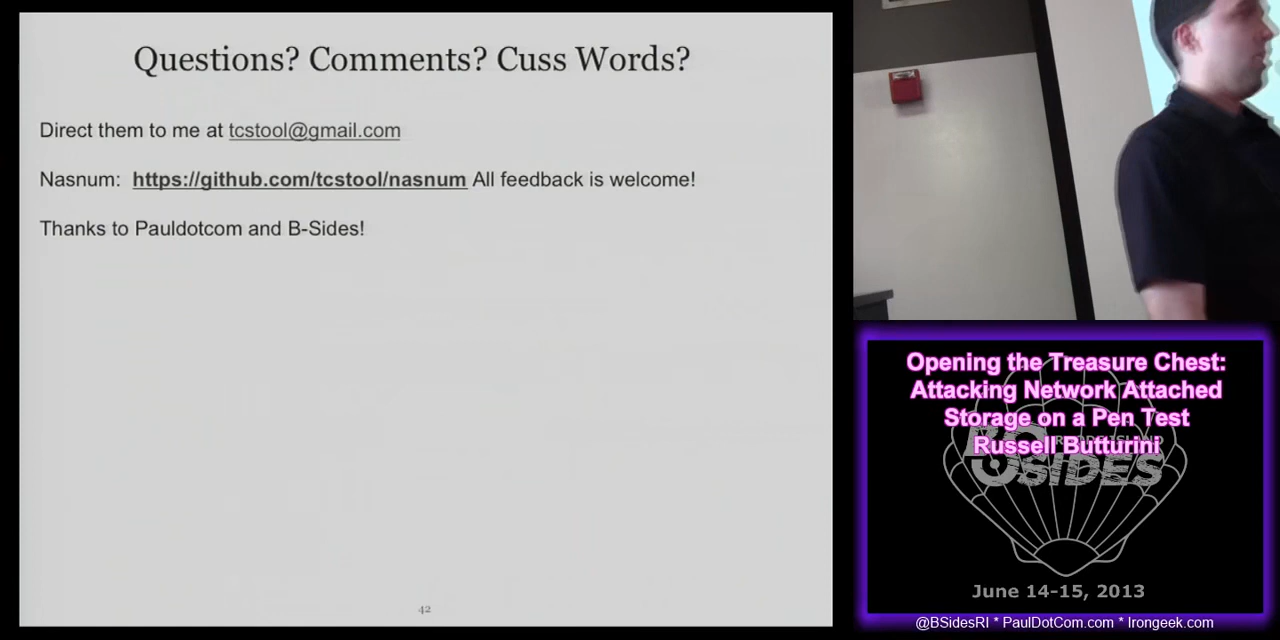 Questions? Comments? Cuss Words?
Direct them to me at tcstool@gmail.com
Nasnum: https://github.com/tcstool/nasnum All feedback is welcome!
Thanks to Pauldotcom and B-Sides!
42
Opening the Treasure Chest:
Attacking Network Attached
Storage on a Pen Test
Russell Butturini
BSIDES
June 14-15, 2013
@BSidesRI * PaulDotCom.com * Irongeek.com